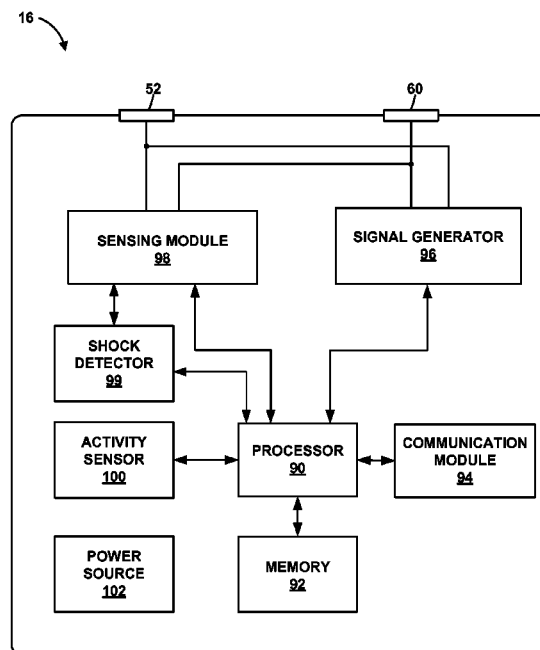 16
52
60
SENSING MODULE
98
SIGNAL GENERATOR
96
SHOCK
DETECTOR
99
ACTIVITY
SENSOR
100
PROCESSOR
90
COMMUNICATION
MODULE
94
POWER
SOURCE
102
MEMORY
92